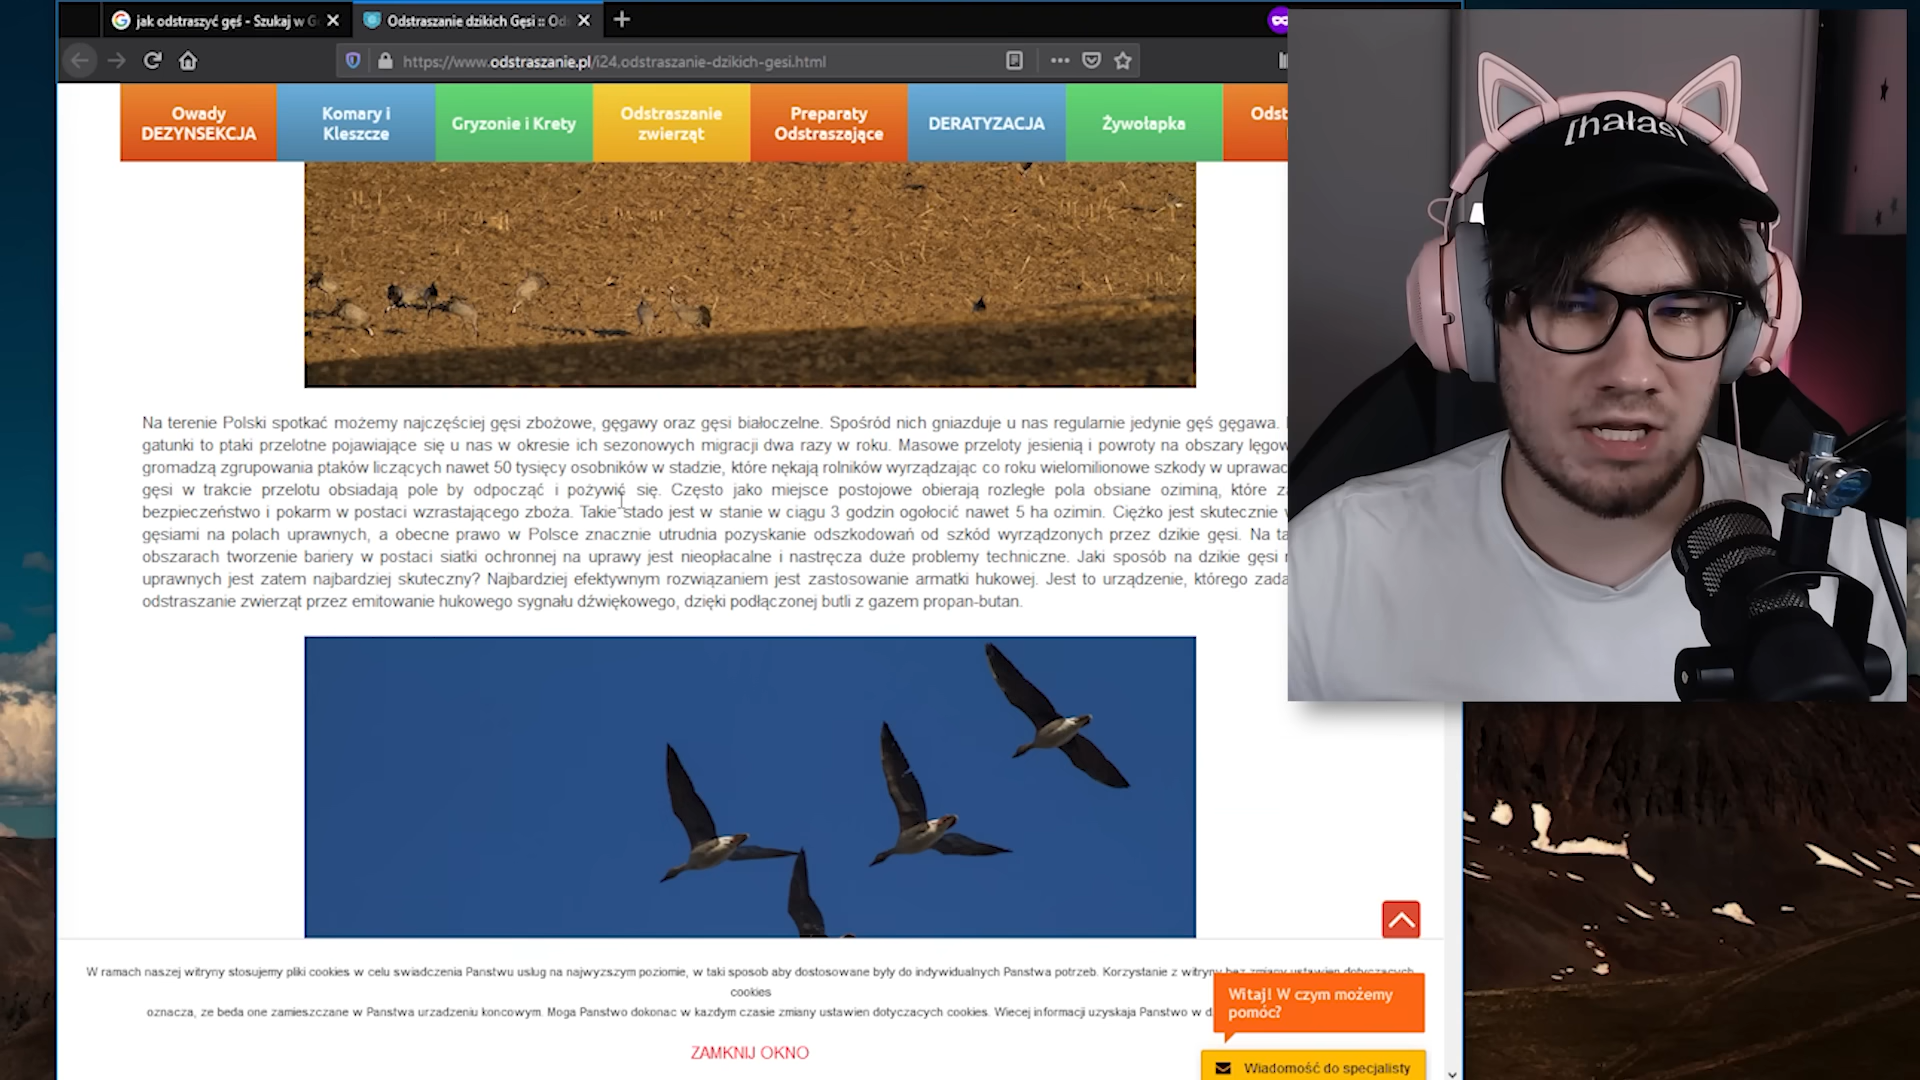 jak odstraszyć gęś - Szukaj w G
Odstraszanie dzikich Gęsi :: Od
https://www.odstraszanie.pl/i24,odstraszanie-dzikich-gesi.html
Owady
DEZYNSEKCJA
Komary i
Kleszcze
Gryzonie i Krety
Odstraszanie
zwierząt
Preparaty
Odstraszające
DERATYZACJA
Żywołapka
Odst
[hałas]
Na terenie Polski spotkać możemy najczęściej gęsi zbożowe, gęgawy oraz gęsi białoczelne. Spośród nich gniazduje u nas regularnie jedynie gęś gęgawa.
gatunki to ptaki przelotne pojawiające się u nas w okresie ich sezonowych migracji dwa razy w roku. Masowe przeloty jesienią i powroty na obszary lęgow
gromadzą zgrupowania ptaków liczących nawet 50 tysięcy osobników w stadzie, które nękają rolników wyrządzając co roku wielomilionowe szkody w uprawac
gęsi w trakcie przelotu obsiadają pole by odpocząć i pożywić się. Często jako miejsce postojowe obierają rozległe pola obsiane oziminą, które za
bezpieczeństwo i pokarm w postaci wzrastającego zboża. Takie stado jest w stanie w ciągu 3 godzin ogołocić nawet 5 ha ozimin. Ciężko jest skutecznie
gęsiami na polach uprawnych, a obecne prawo w Polsce znacznie utrudnia pozyskanie odszkodowań od szkód wyrządzonych przez dzikie gęsi. Na ta
obszarach tworzenie bariery w postaci siatki ochronnej na uprawy jest nieopłacalne i nastręcza duże problemy techniczne. Jaki sposób na dzikie gęsi
uprawnych jest zatem najbardziej skuteczny? Najbardziej efektywnym rozwiązaniem jest zastosowanie armatki hukowej. Jest to urządzenie, którego zada
odstraszanie zwierząt przez emitowanie hukowego sygnału dźwiękowego, dzięki podłączonej butli z gazem propan-butan.
W ramach naszej witryny stosujemy pliki cookies w celu swiadczenia Panstwu uslug na najwyzszym poziomie, w taki sposob aby dostosowane byly do indywidualnych Panstwa potrzeb. Korzystanie z witryny bez zmiany ustawien dotyczacych
cookies
oznacza, ze beda one zamieszczane w Panstwa urzadzeniu koncowym. Moga Panstwo dokonac w kazdym czasie zmiany ustawien dotyczacych cookies. Wiecej informacji uzyskaja Panstwo w
ZAMKNIJ OKNO
Witaj! W czym możemy
pomóc?
Wiadomość do specjalisty